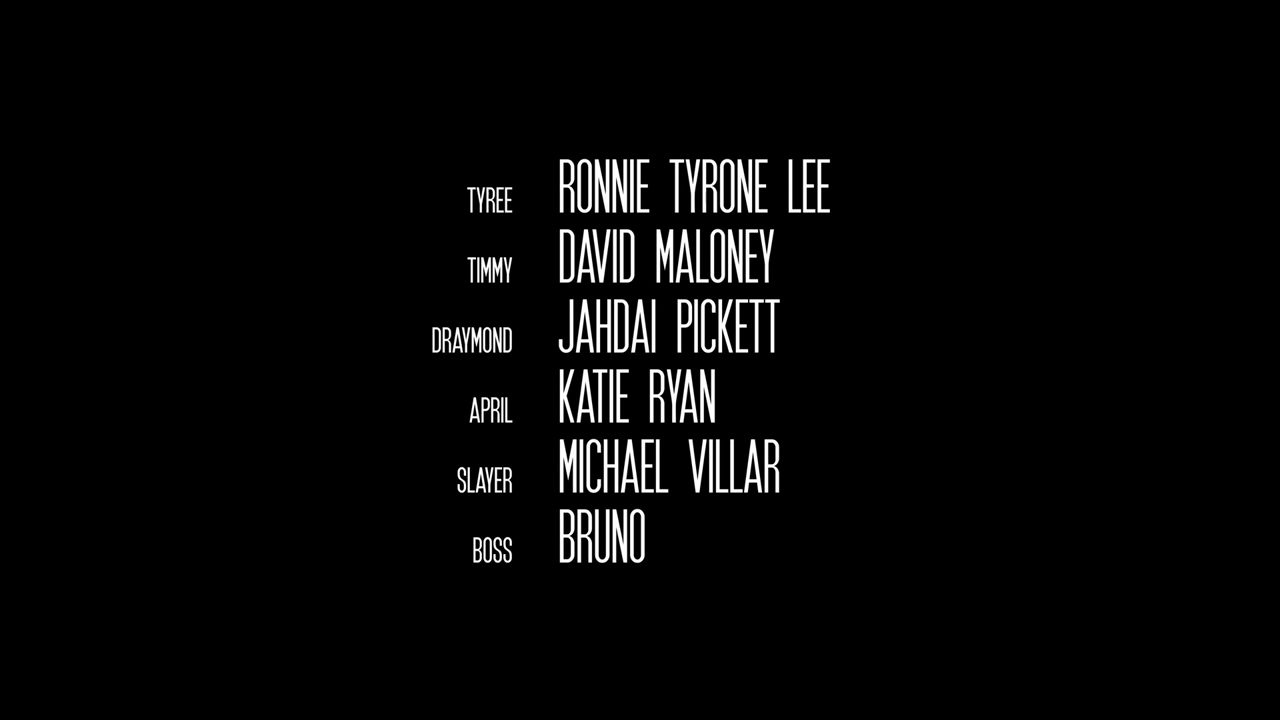 TYREE RONNIE TYRONE LEE
TIMMY DAVID MALONEY
DRAYMOND JAHDAI PICKETT
APRIL KATIE RYAN
SLAYER MICHAEL VILLAR
BOSS BRUNO